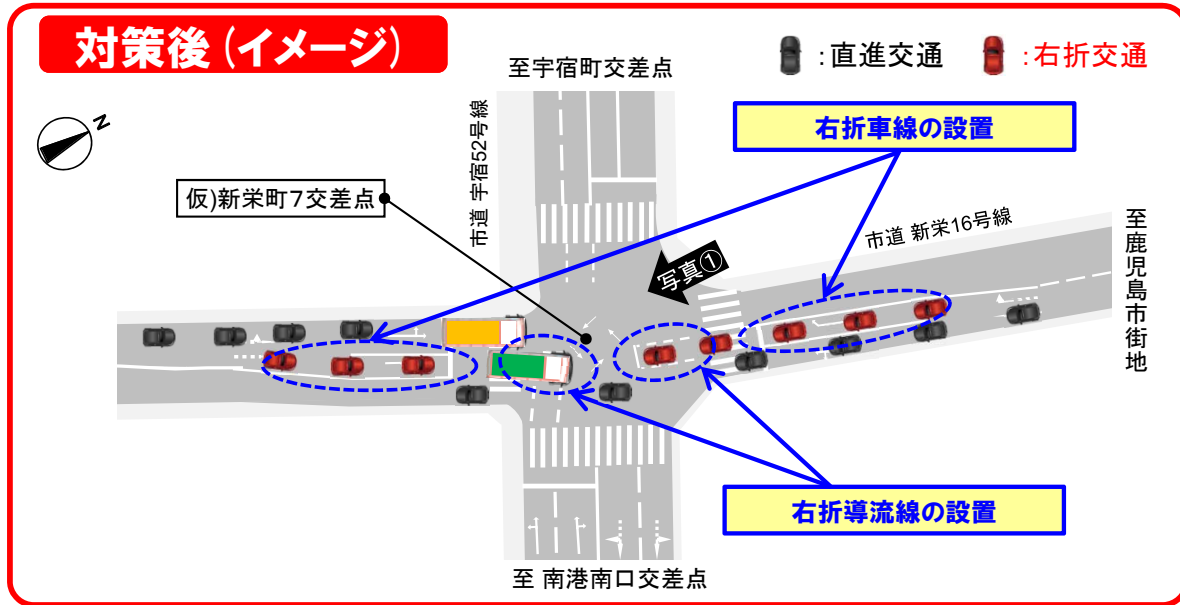 対策後(イメージ)
:直進交通
:右折交通
至宇宿町交差点
N
市道 宇宿52号線
右折車線の設置
仮)新栄町7交差点
市道 新栄16号線
至鹿児島市街地
写真①
右折導流線の設置
至 南港南口交差点